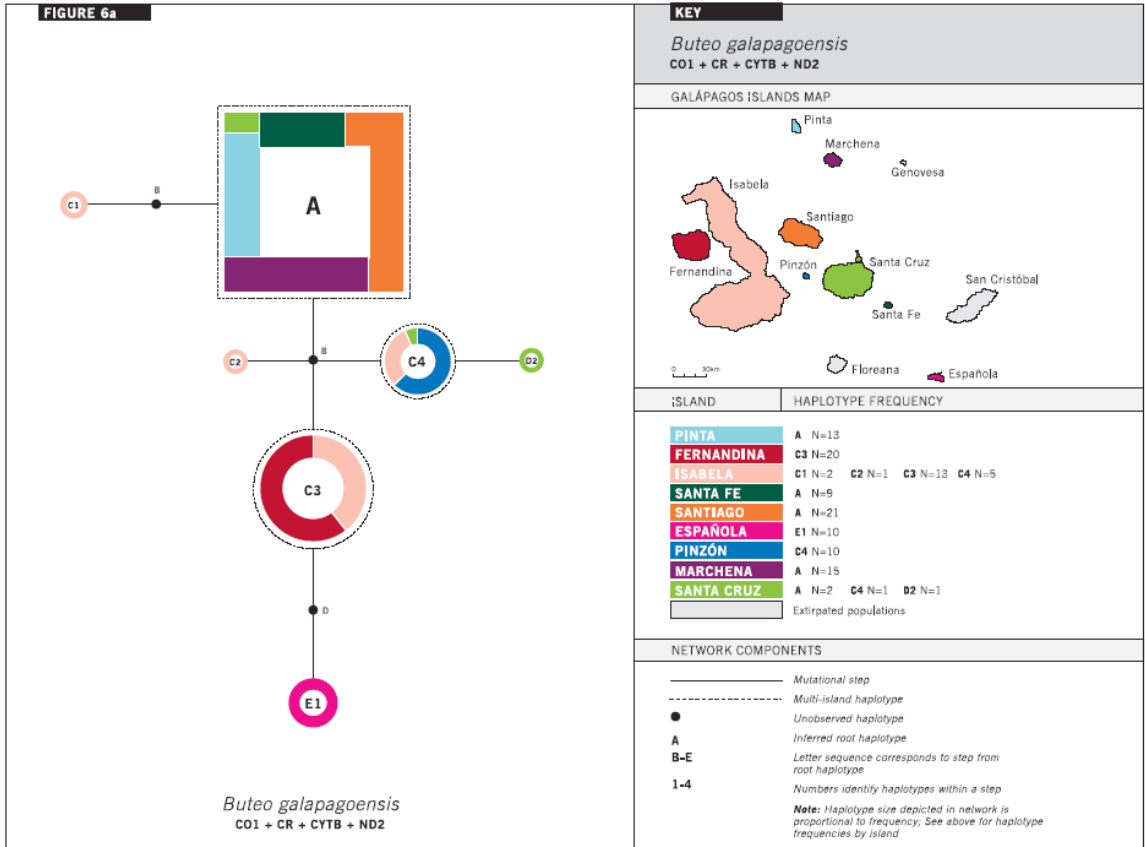 FIGURE 6a
C1
B
A
C2
B
C4
D2
C3
D
E1
Buteo galapagoensis
CO1 + CR + CYTB + ND2
KEY
Buteo galapagoensis
CO1 + CR + CYTB + ND2
GALÁPAGOS ISLANDS MAP
Pinta
Marchena
Genovesa
Isabela
Santiago
Fernandina
Pinzón
Santa Cruz
San Cristóbal
Santa Fe
Floreana
Española
0 30km
ISLAND HAPLOTYPE FREQUENCY
PINTA A N=13
FERNANDINA C3 N=20
ISABELA C1 N=2 C2 N=1 C3 N=13 C4 N=5
SANTA FE A N=9
SANTIAGO A N=21
ESPAÑOLA E1 N=10
PINZÓN C4 N=10
MARCHENA A N=15
SANTA CRUZ A N=2 C4 N=1 D2 N=1
Extirpated populations
NETWORK COMPONENTS
Mutational step
Multi-island haplotype
Unobserved haplotype
A Inferred root haplotype
B-E Letter sequence corresponds to step from
root haplotype
1-4 Numbers identify haplotypes within a step
Note: Haplotype size depicted in network is
proportional to frequency; See above for haplotype
frequencies by island